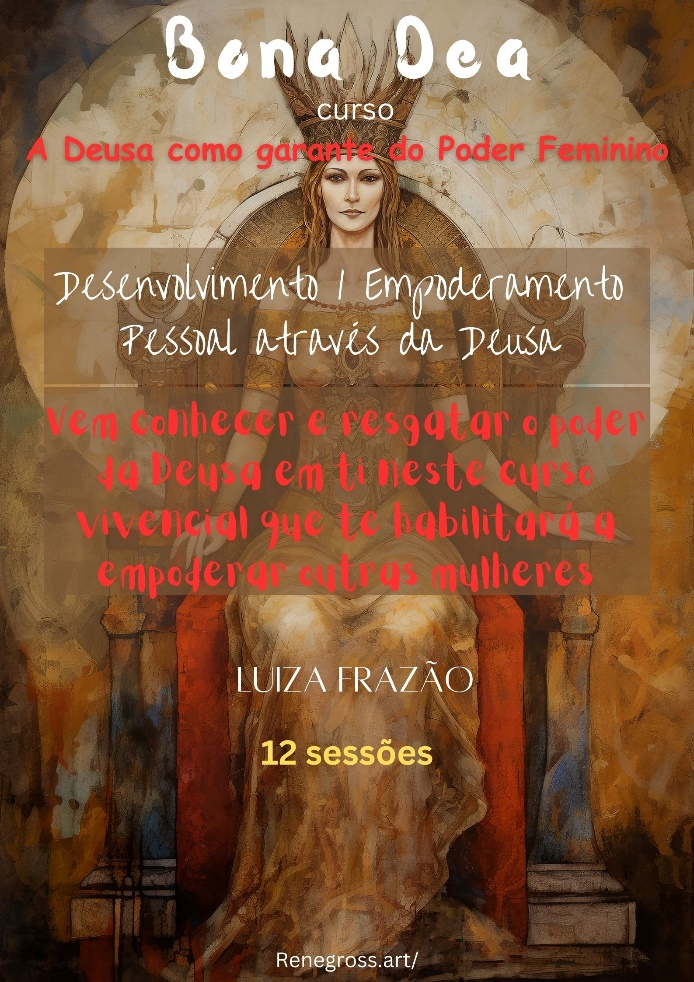 Bona Dea
curso
A Deusa como garante do Poder Feminino
Desenvolvimento / Empoderamento
Pessoal através da Deusa
Vem conhecer e resgatar o poder
da Deusa em ti neste curso
vivencial que te habilitará a
empoderar outras mulheres
LUIZA FRAZÃO
12 sessões
Renegross.art/